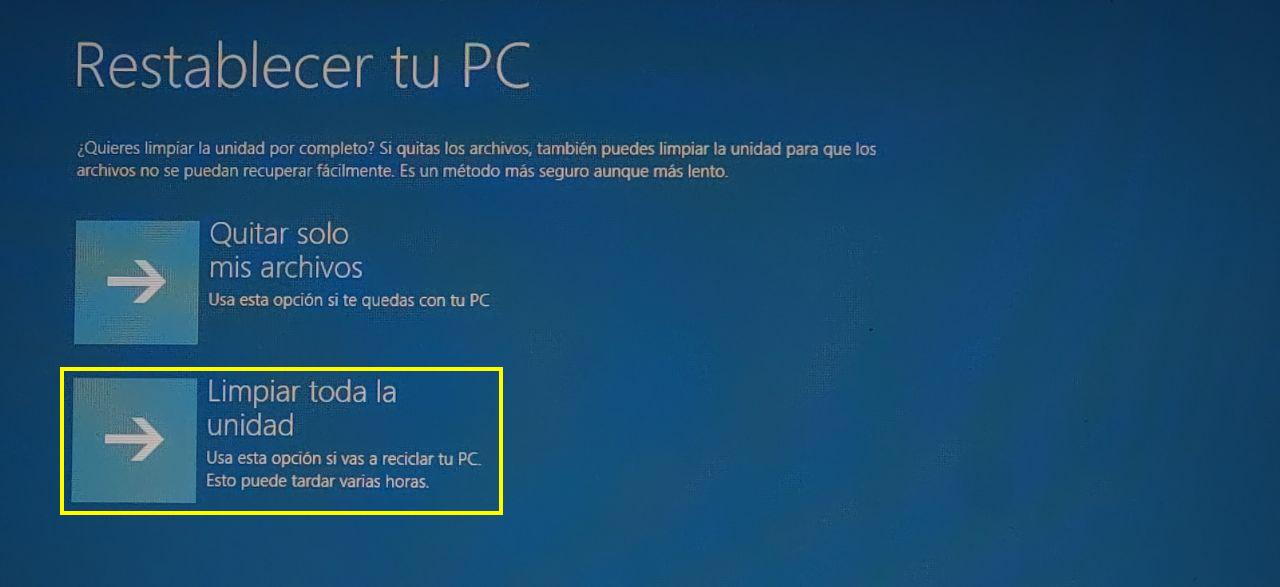 Restablecer tu PC
¿Quieres limpiar la unidad por completo? Si quitas los archivos, también puedes limpiar la unidad para que los
archivos no se puedan recuperar fácilmente. Es un método más seguro aunque más lento.
Quitar solo
mis archivos
Usa esta opción si te quedas con tu PC
Limpiar toda la
unidad
Usa esta opción si vas a reciclar tu PC.
Esto puede tardar varias horas.